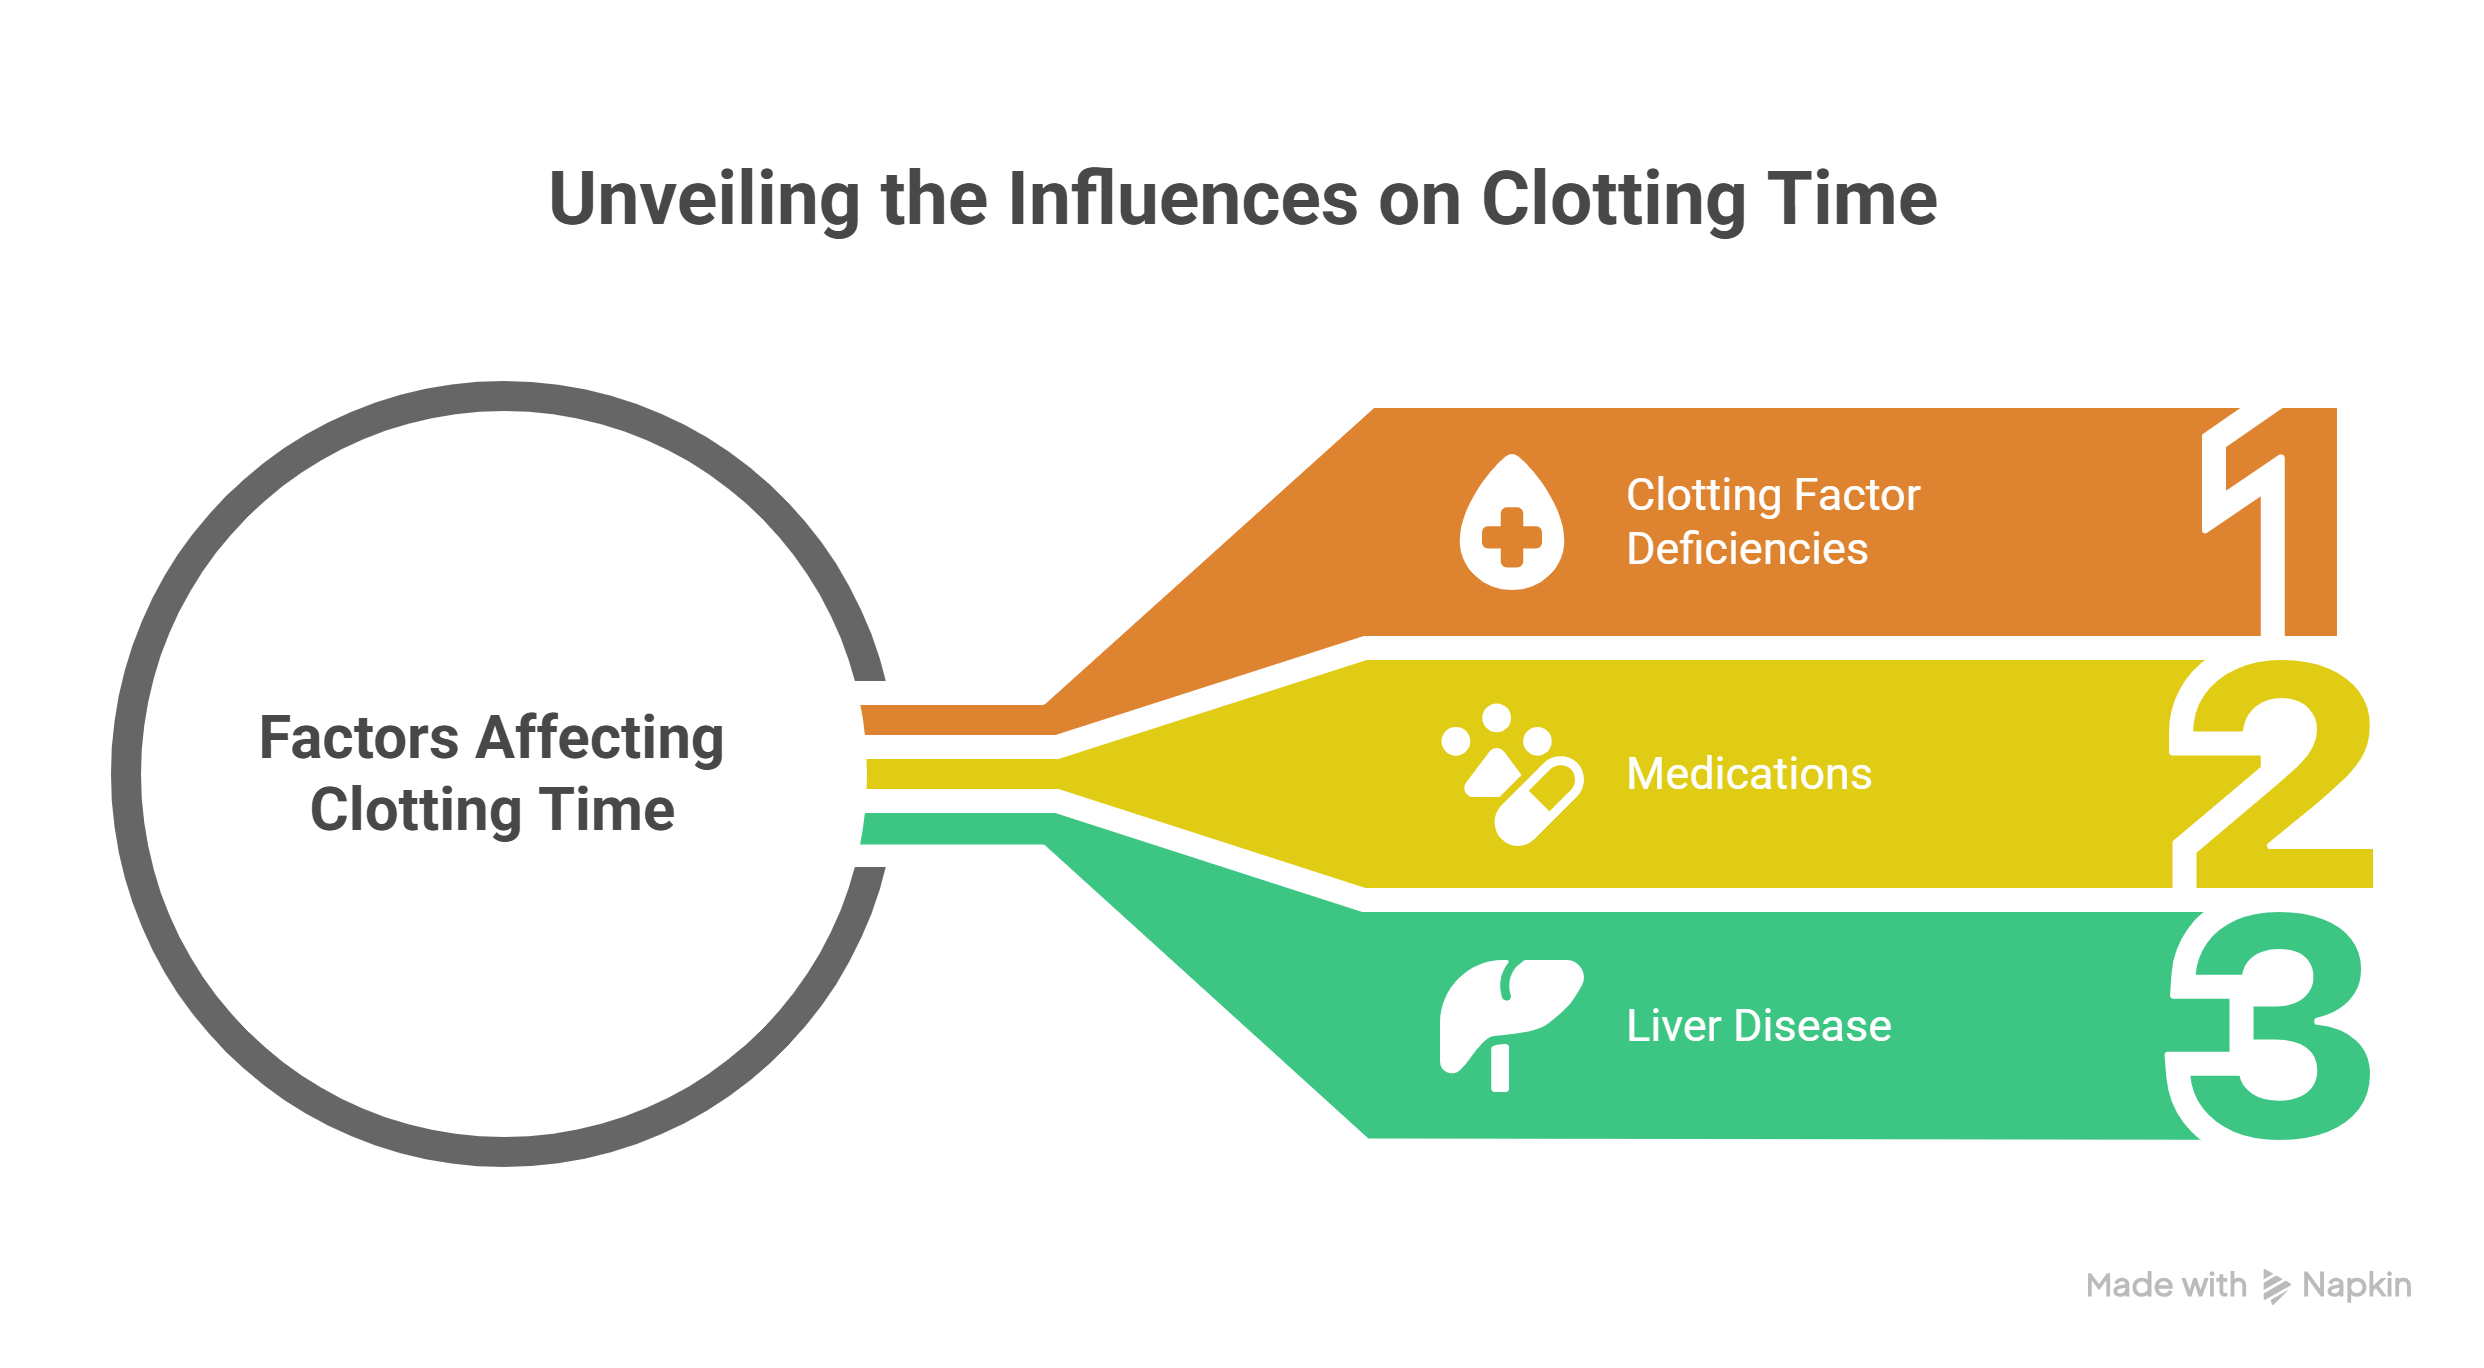 Unveiling the Influences on Clotting Time
Factors Affecting
Clotting Time
Clotting Factor
Deficiencies
1
Medications
2
Liver Disease
3
Made with Napkin